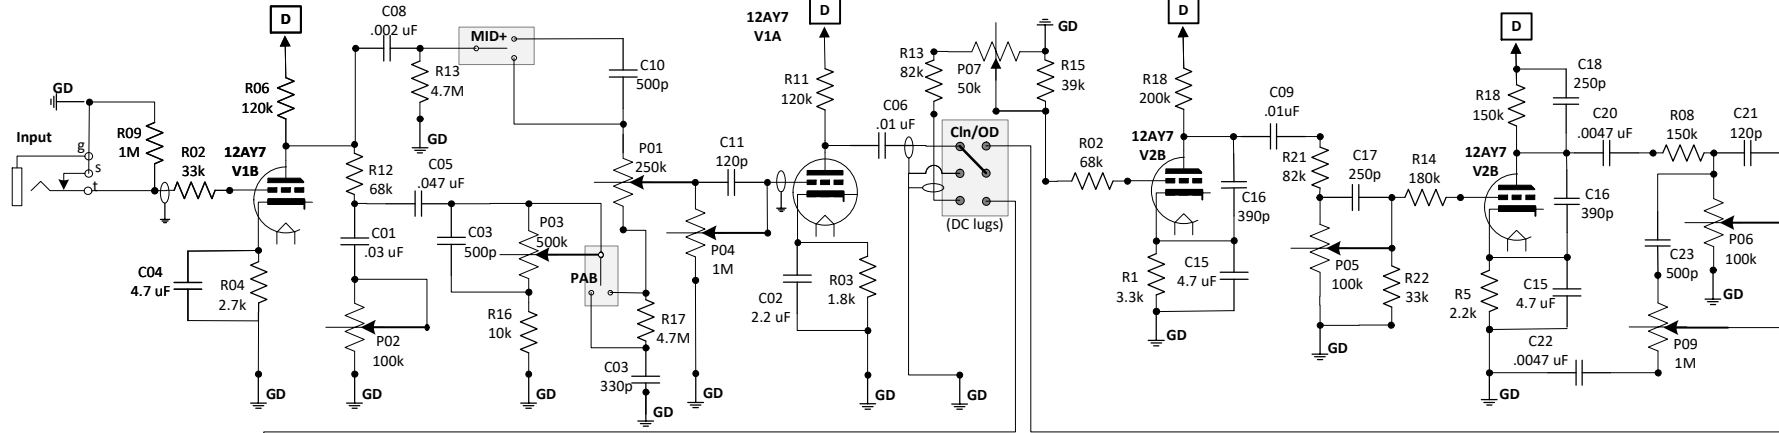 D
C08
.002 uF
MID+
12AY7
V1A
D
GD
D
D
R06
120k
R13
4.7M
C10
500p
R11
120k
R13
82k
P07
50k
R15
39k
R18
200k
C18
250p
R18
150k
GD
Input
g
s
t
R09
1M
R02
33k
12AY7
V1B
GD
R12
68k
C05
.047 uF
P01
250k
C11
120p
C06
.01 uF
Cln/OD
(DC lugs)
R02
68k
12AY7
V2B
C09
.01uF
R21
82k
C17
250p
R14
180k
12AY7
V2B
C20
.0047 uF
R08
150k
C21
120p
C04
4.7 uF
R04
2.7k
C01
.03 uF
C03
500p
P03
500k
PAB
P04
1M
C02
2.2 uF
R03
1.8k
C16
390p
R1
3.3k
C15
4.7 uF
P05
100k
R22
33k
C16
390p
R5
2.2k
C15
4.7 uF
C23
500p
P06
100k
GD
P02
100k
R16
10k
R17
4.7M
C03
330p
GD
GD
C22
.0047 uF
P09
1M
GD
GD
GD
GD
GD
GD
GD
GD
GD